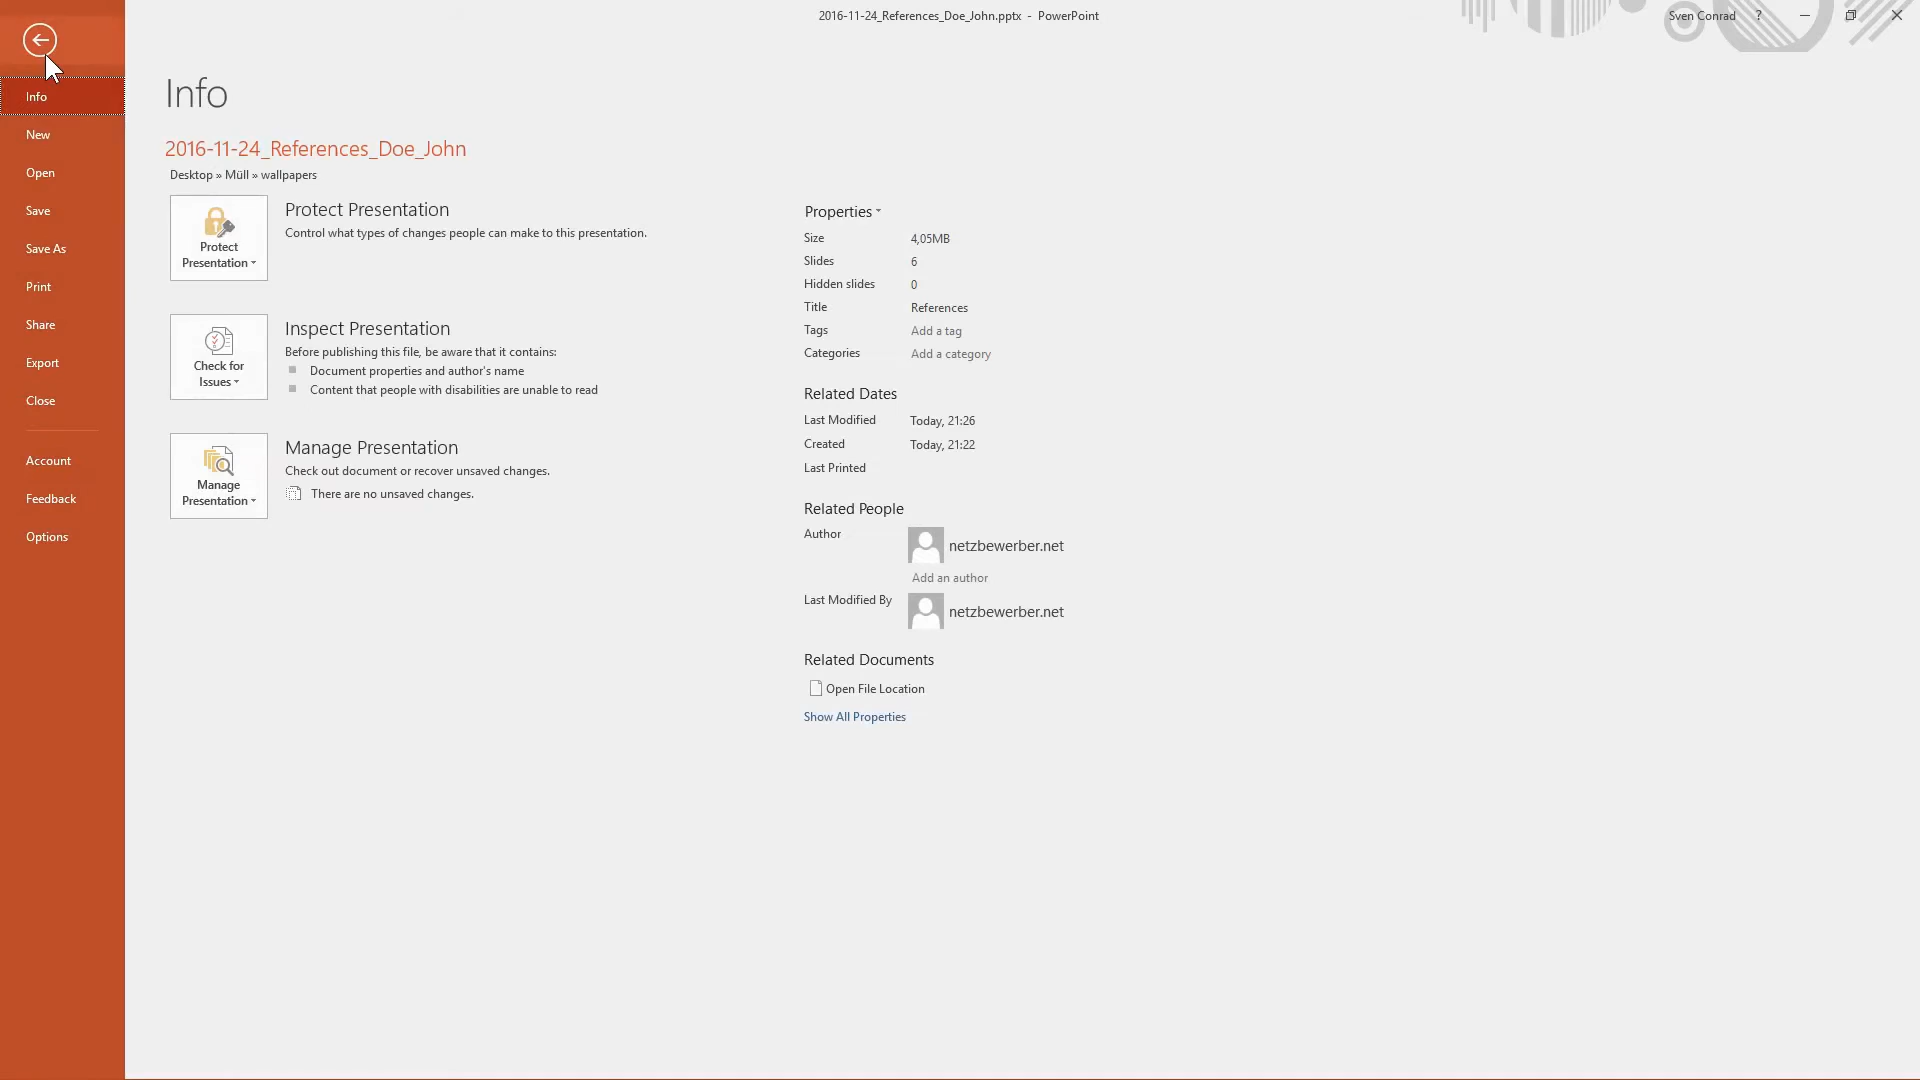 2016-11-24_References_Doe_John.pptx - PowerPoint
Sven Conrad
?
Info
New
Open
Save
Save As
Print
Share
Export
Close
Account
Feedback
Options
Info
2016-11-24_References_Doe_John
Desktop » Müll » wallpapers
Protect
Presentation
Protect Presentation
Control what types of changes people can make to this presentation.
Check for
Issues
Inspect Presentation
Before publishing this file, be aware that it contains:
Document properties and author's name
Content that people with disabilities are unable to read
Manage
Presentation
Manage Presentation
Check out document or recover unsaved changes.
There are no unsaved changes.
Properties
Size 4,05MB
Slides 6
Hidden slides 0
Title References
Tags Add a tag
Categories Add a category
Related Dates
Last Modified Today, 21:26
Created Today, 21:22
Last Printed
Related People
Author netzbewerber.net
Add an author
Last Modified By netzbewerber.net
Related Documents
Open File Location
Show All Properties